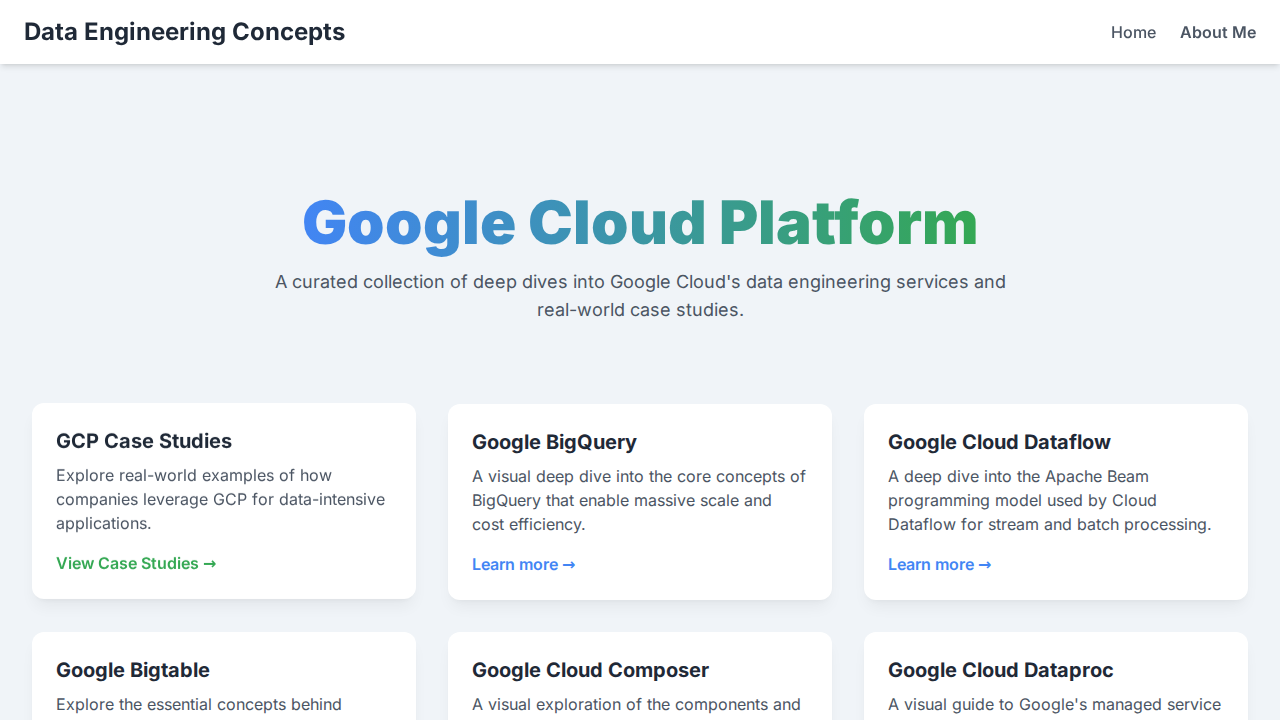 Data Engineering Concepts
Home
About Me
Google Cloud Platform
A curated collection of deep dives into Google Cloud's data engineering services and
real-world case studies.
GCP Case Studies
Explore real-world examples of how
companies leverage GCP for data-intensive
applications.
View Case Studies →
Google BigQuery
A visual deep dive into the core concepts of
BigQuery that enable massive scale and
cost efficiency.
Learn more →
Google Cloud Dataflow
A deep dive into the Apache Beam
programming model used by Cloud
Dataflow for stream and batch processing.
Learn more →
Google Bigtable
Explore the essential concepts behind
Google Cloud Composer
A visual exploration of the components and
Google Cloud Dataproc
A visual guide to Google's managed service